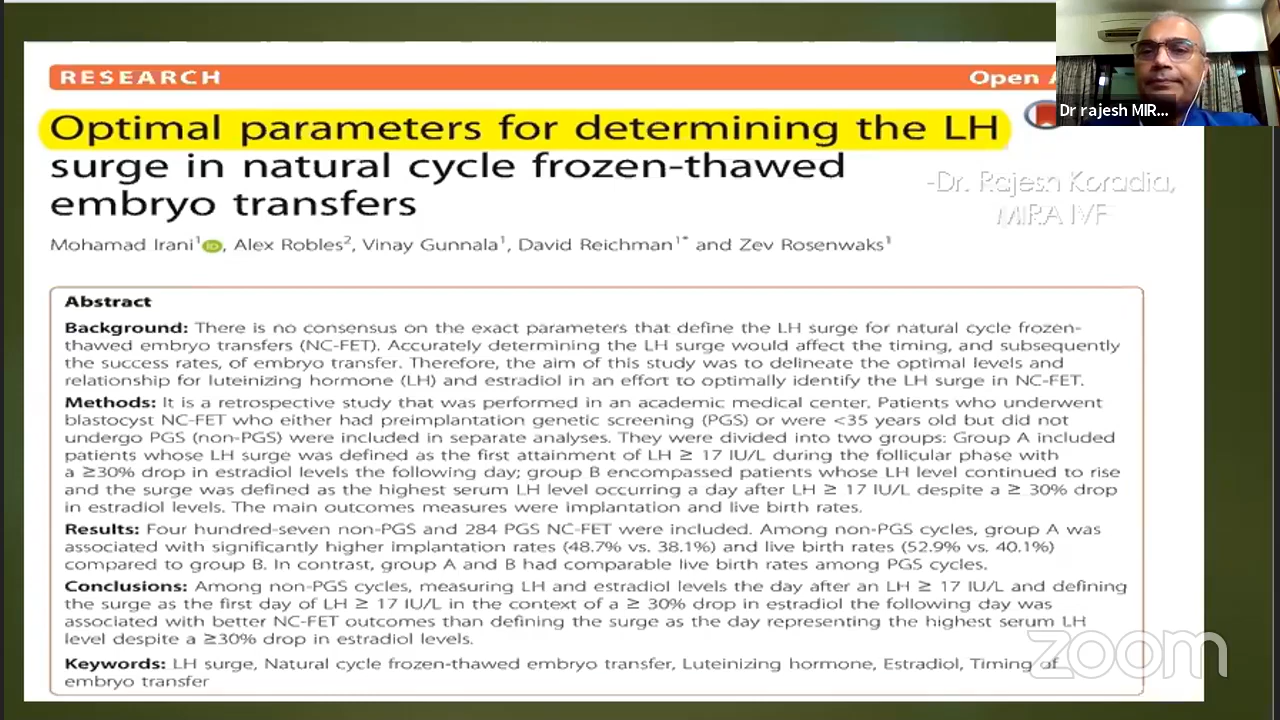 RESEARCH
Open
Dr rajesh MIR...
Optimal parameters for determining the LH
surge in natural cycle frozen-thawed
embryo transfers
-Dr. Rajesh Koradia,
MIRA IVF
Mohamad Irani1 iD, Alex Robles2, Vinay Gunnala1, David Reichman1* and Zev Rosenwaks1
Abstract
Background: There is no consensus on the exact parameters that define the LH surge for natural cycle frozen-
thawed embryo transfers (NC-FET). Accurately determining the LH surge would affect the timing, and subsequently
the success rates, of embryo transfer. Therefore, the aim of this study was to delineate the optimal levels and
relationship for luteinizing hormone (LH) and estradiol in an effort to optimally identify the LH surge in NC-FET.
Methods: It is a retrospective study that was performed in an academic medical center. Patients who underwent
blastocyst NC-FET who either had preimplantation genetic screening (PGS) or were <35 years old but did not
undergo PGS (non-PGS) were included in separate analyses. They were divided into two groups: Group A included
patients whose LH surge was defined as the first attainment of LH ≥ 17 IU/L during the follicular phase with
a ≥30% drop in estradiol levels the following day; group B encompassed patients whose LH level continued to rise
and the surge was defined as the highest serum LH level occurring a day after LH ≥ 17 IU/L despite a ≥ 30% drop
in estradiol levels. The main outcomes measures were implantation and live birth rates.
Results: Four hundred-seven non-PGS and 284 PGS NC-FET were included. Among non-PGS cycles, group A was
associated with significantly higher implantation rates (48.7% vs. 38.1%) and live birth rates (52.9% vs. 40.1%)
compared to group B. In contrast, group A and B had comparable live birth rates among PGS cycles.
Conclusions: Among non-PGS cycles, measuring LH and estradiol levels the day after an LH ≥ 17 IU/L and defining
the surge as the first day of LH ≥ 17 IU/L in the context of a ≥ 30% drop in estradiol the following day was
associated with better NC-FET outcomes than defining the surge as the day representing the highest serum LH
level despite a ≥30% drop in estradiol levels.
Keywords: LH surge, Natural cycle frozen-thawed embryo transfer, Luteinizing hormone, Estradiol, Timing of
embryo transfer
zoom